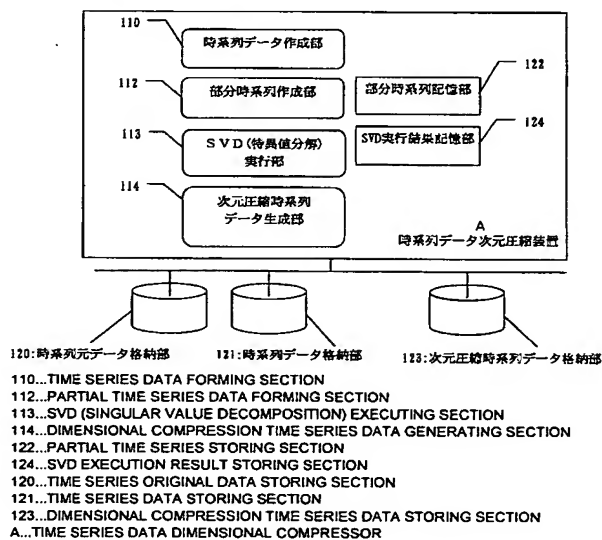 110
時系列データ作成部
122
112
部分時系列作成部
部分時系列記憶部
124
113
SVD(特異値分解)
実行部
SVD実行結果記憶部
114
次元圧縮時系列
データ生成部
A
時系列データ次元圧縮装置
120:時系列元データ格納部
121:時系列データ格納部
123:次元圧縮時系列データ格納部
110...TIME SERIES DATA FORMING SECTION
112...PARTIAL TIME SERIES DATA FORMING SECTION
113...SVD (SINGULAR VALUE DECOMPOSITION) EXECUTING SECTION
114...DIMENSIONAL COMPRESSION TIME SERIES DATA GENERATING SECTION
122...PARTIAL TIME SERIES STORING SECTION
124...SVD EXECUTION RESULT STORING SECTION
120...TIME SERIES ORIGINAL DATA STORING SECTION
121...TIME SERIES DATA STORING SECTION
123...DIMENSIONAL COMPRESSION TIME SERIES DATA STORING SECTION
A...TIME SERIES DATA DIMENSIONAL COMPRESSOR